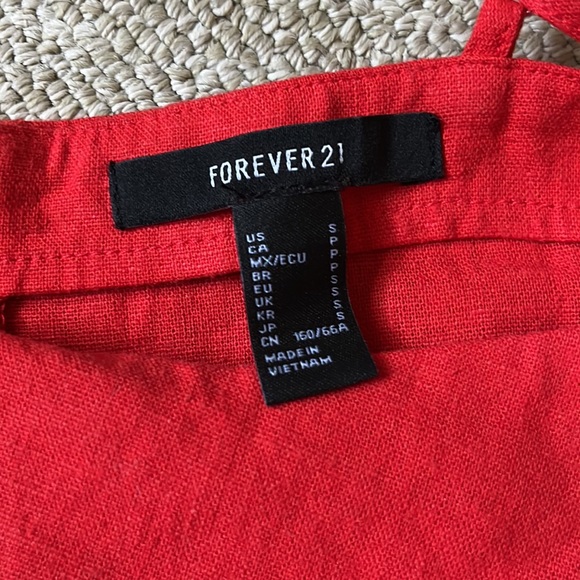 FOREVER 21
US S
CA P
MX/ECU P
BR P
EU S
UK S
KR S
JP S
CN 160/66A
MADE IN
VIETNAM